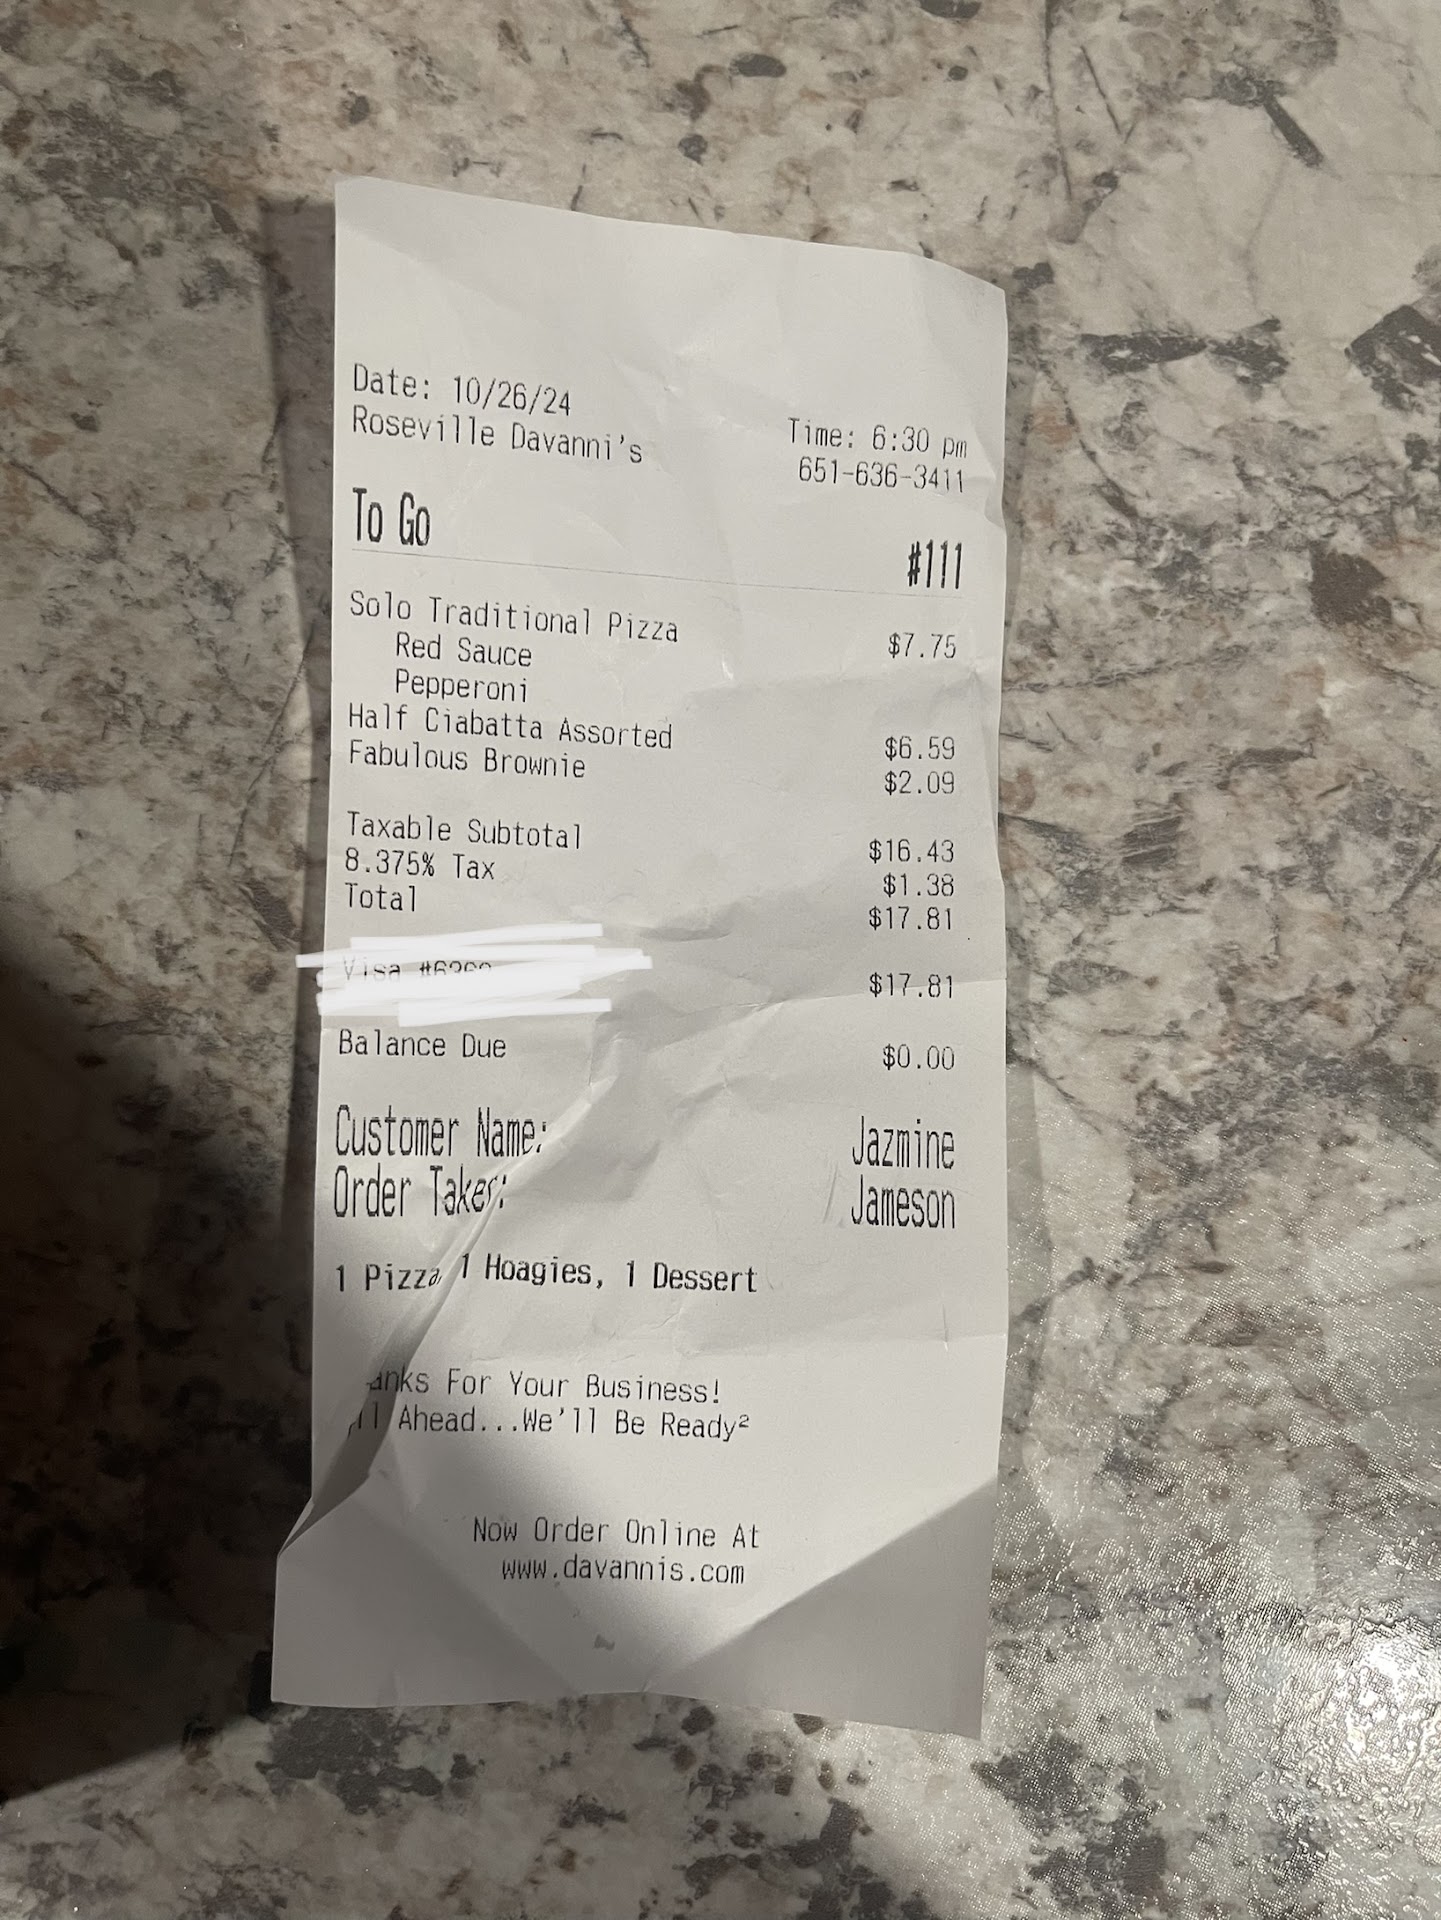 Date: 10/26/24
Time: 6:30 pm
Roseville Davanni's
651-636-3411
To Go
#111
Solo Traditional Pizza $7.75
Red Sauce
Pepperoni
Half Ciabatta Assorted $6.59
Fabulous Brownie $2.09
Taxable Subtotal $16.43
8.375% Tax $1.38
Total $17.81
Visa $17.81
Balance Due $0.00
Customer Name: Jazmine
Order Taker: Jameson
1 Pizza 1 Hoagies, 1 Dessert
anks For Your Business!
ll Ahead...We'll Be Ready²
Now Order Online At
www.davannis.com